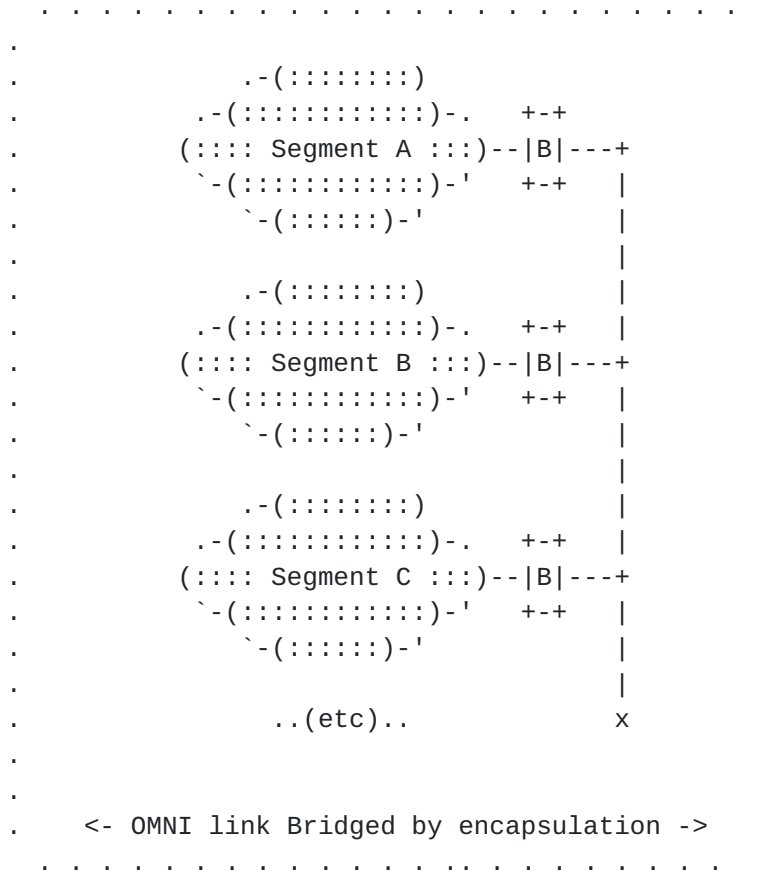 . . . . . . . . . . . . . . . . . . . . . . .
.
.               .-(::::::::)
.            .-(::::::::::::)-.   +-+
.           (:::: Segment A :::)--|B|---+
.            `-(::::::::::::)-'   +-+   |
.               `-(::::::)-'            |
.                                       |
.               .-(::::::::)            |
.            .-(::::::::::::)-.   +-+   |
.           (:::: Segment B :::)--|B|---+
.            `-(::::::::::::)-'   +-+   |
.               `-(::::::)-'            |
.                                       |
.               .-(::::::::)            |
.            .-(::::::::::::)-.   +-+   |
.           (:::: Segment C :::)--|B|---+
.            `-(::::::::::::)-'   +-+   |
.               `-(::::::)-'            |
.                                       |
.                 ..(etc)..             x
.
.
.     <- OMNI link Bridged by encapsulation ->
. . . . . . . . . . . . . .. . . . . . . . .